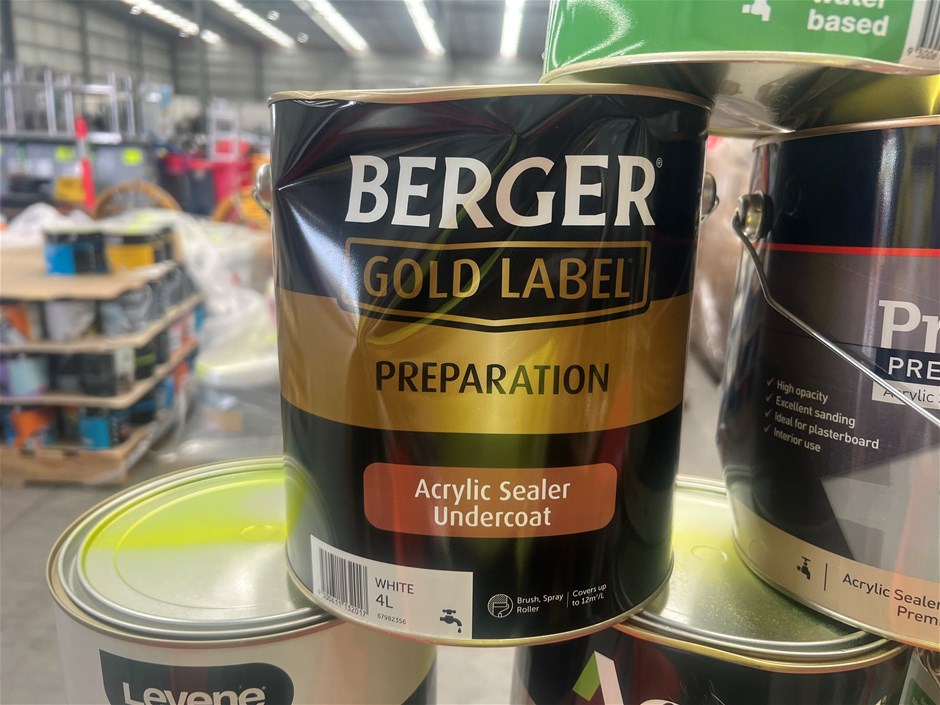 water
based
BERGER®
GOLD LABEL
PREPARATION
Acrylic Sealer
Undercoat
WHITE
4L
67982356
Brush, Spray
Roller
Covers up
to 12m²/L
PRE
✓ High opacity
✓ Excellent sanding
✓ Ideal for plasterboard
✓ Interior use
Acrylic Sealer
Premi
Levene®